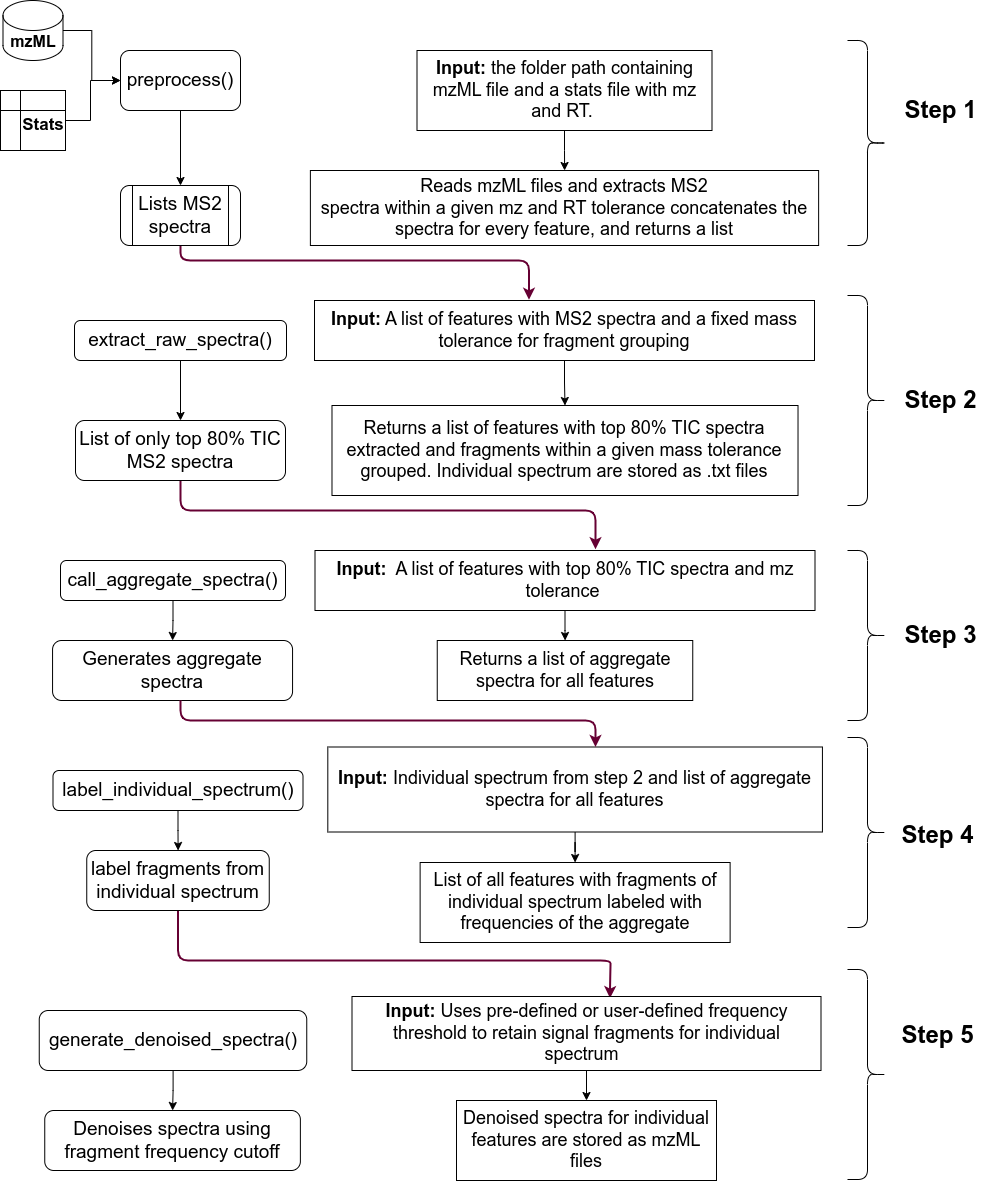 mzML
Stats
preprocess()
Lists MS2
spectra
Input: the folder path containing
mzML file and a stats file with mz
and RT.
Reads mzML files and extracts MS2
spectra within a given mz and RT tolerance concatenates the
spectra for every feature, and returns a list
Step 1
extract_raw_spectra()
List of only top 80% TIC
MS2 spectra
Input: A list of features with MS2 spectra and a fixed mass
tolerance for fragment grouping
Returns a list of features with top 80% TIC spectra
extracted and fragments within a given mass tolerance
grouped. Individual spectrum are stored as .txt files
Step 2
call_aggregate_spectra()
Generates aggregate
spectra
Input: A list of features with top 80% TIC spectra and mz
tolerance
Returns a list of aggregate
spectra for all features
Step 3
label_individual_spectrum()
label fragments from
individual spectrum
Input: Individual spectrum from step 2 and list of aggregate
spectra for all features
List of all features with fragments of
individual spectrum labeled with
frequencies of the aggregate
Step 4
generate_denoised_spectra()
Denoises spectra using
fragment frequency cutoff
Input: Uses pre-defined or user-defined frequency
threshold to retain signal fragments for individual
spectrum
Denoised spectra for individual
features are stored as mzML
files
Step 5